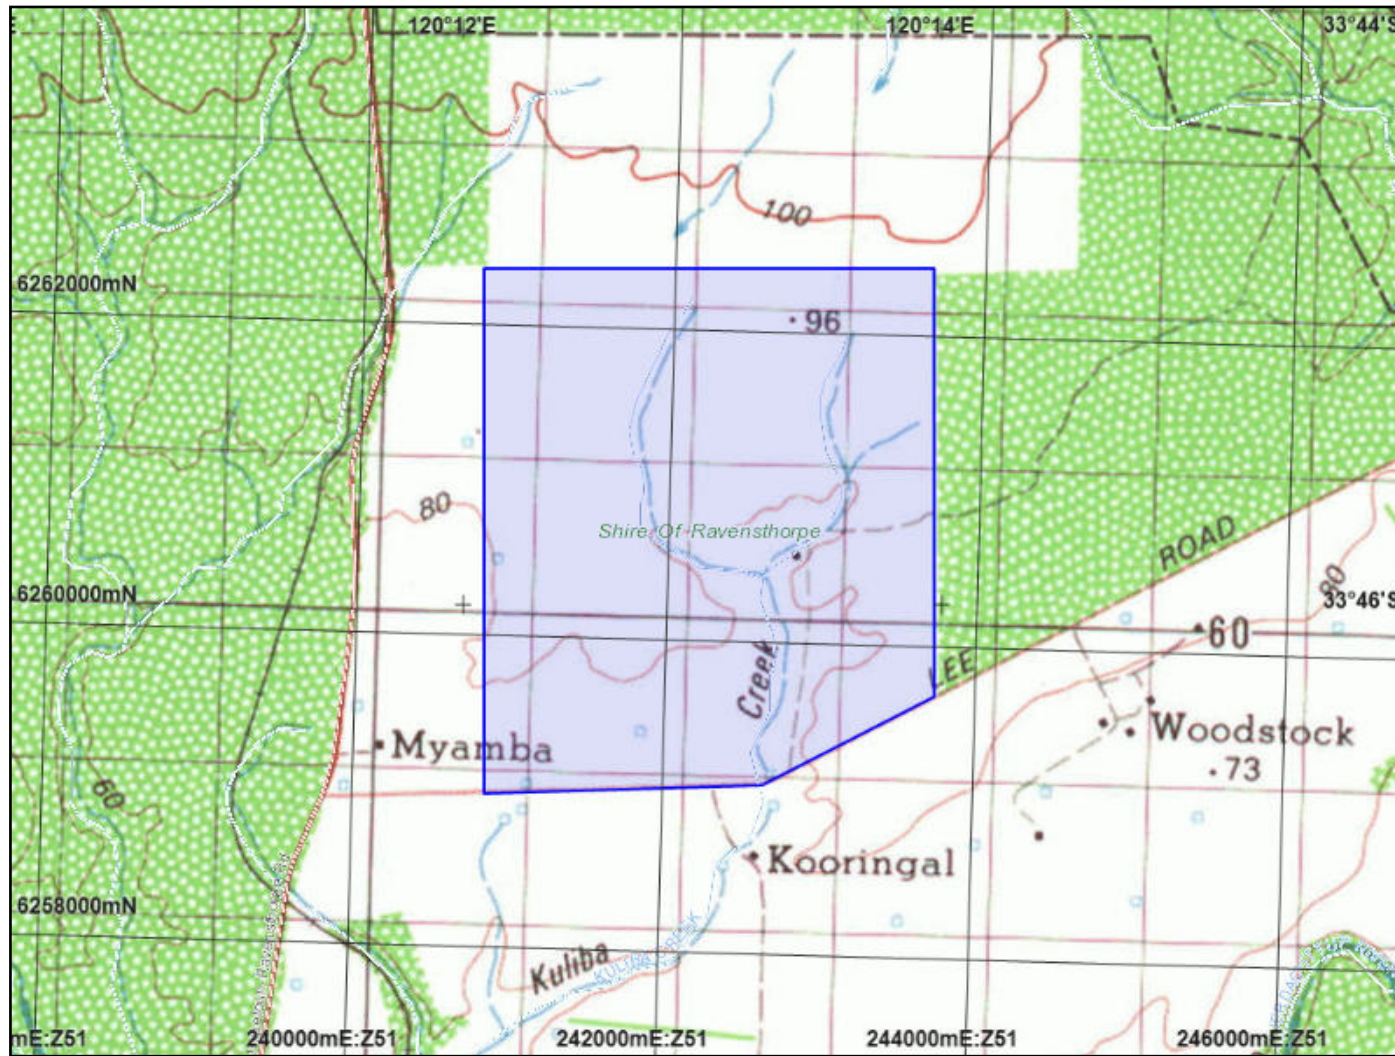 E
120°12'E
120°14'E
33°44'S
100
6262000mN
96
80
Shire Of Ravensthorpe
ROAD
80
6260000mN
33°46'S
60
LEE
Creek
Myamba
Woodstock
73
60
Kooringal
6258000mN
Kuliba
KULIBA CREEK
mE:Z51
240000mE:Z51
242000mE:Z51
244000mE:Z51
246000mE:Z51